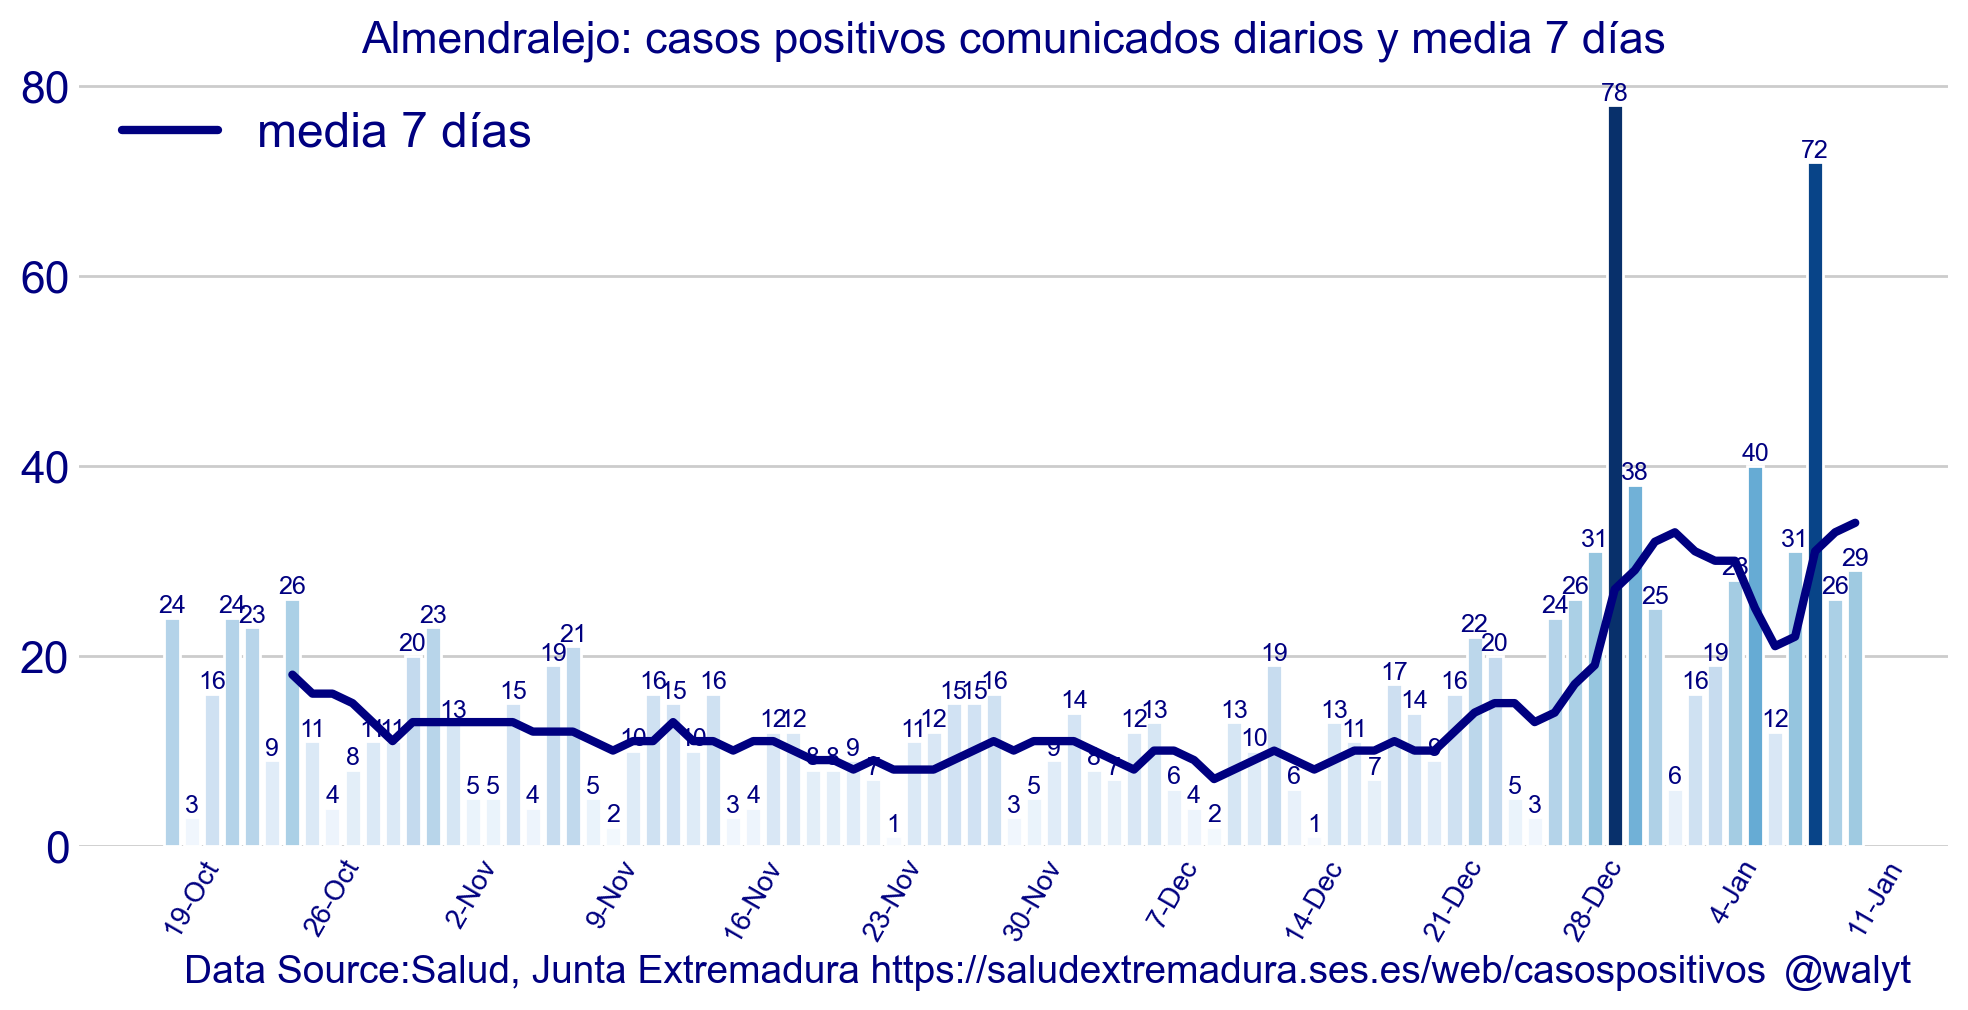 Almendralejo: casos positivos comunicados diarios y media 7 días
80
60
40
20
0
media 7 días
24 3 16 24 23 9 26 11 4 8 11 11 20 23 13 5 5 15 4 19 21 5 2 10 16 15 10 16 3 4 12 12 8 8 9 7 1 11 12 15 15 16 3 5 9 14 8 7 12 13 6 4 2 13 10 19 6 1 13 11 7 17 14 9 16 22 20 5 3 24 26 31 78 38 25 6 16 19 28 40 12 31 72 26 29
19-Oct 26-Oct 2-Nov 9-Nov 16-Nov 23-Nov 30-Nov 7-Dec 14-Dec 21-Dec 28-Dec 4-Jan 11-Jan
Data Source:Salud, Junta Extremadura https://saludextremadura.ses.es/web/casospositivos @walyt